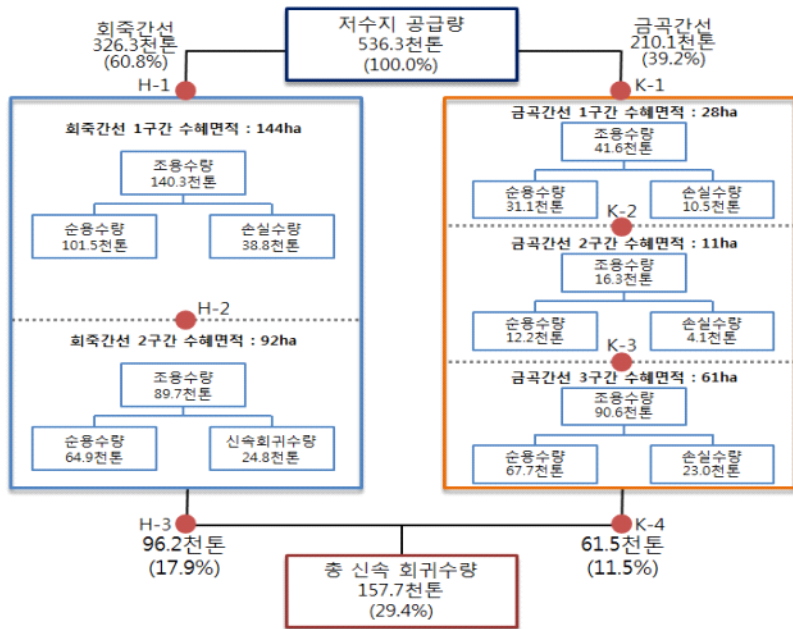 회죽간선
326.3천톤
(60.8%)
H-1
저수지 공급량
536.3천톤
(100.0%)
금곡간선
210.1천톤
(39.2%)
K-1
회죽간선 1구간 수혜면적 : 144ha
조용수량
140.3천톤
순용수량
101.5천톤
손실수량
38.8천톤
H-2
회죽간선 2구간 수혜면적 : 92ha
조용수량
89.7천톤
순용수량
64.9천톤
신속회귀수량
24.8천톤
금곡간선 1구간 수혜면적 : 28ha
조용수량
41.6천톤
순용수량
31.1천톤
손실수량
10.5천톤
K-2
금곡간선 2구간 수혜면적 : 11ha
조용수량
16.3천톤
순용수량
12.2천톤
손실수량
4.1천톤
K-3
금곡간선 3구간 수혜면적 : 61ha
조용수량
90.6천톤
순용수량
67.7천톤
손실수량
23.0천톤
H-3
96.2천톤
(17.9%)
K-4
61.5천톤
(11.5%)
총 신속 회귀수량
157.7천톤
(29.4%)